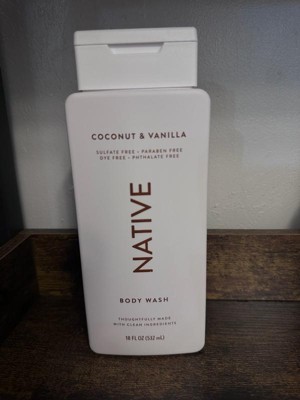 COCONUT & VANILLA
SULFATE FREE • PARABEN FREE
DYE FREE • PHTHALATE FREE
NATIVE
BODY WASH
THOUGHTFULLY MADE
WITH CLEAN INGREDIENTS
18 FL OZ (532 mL)